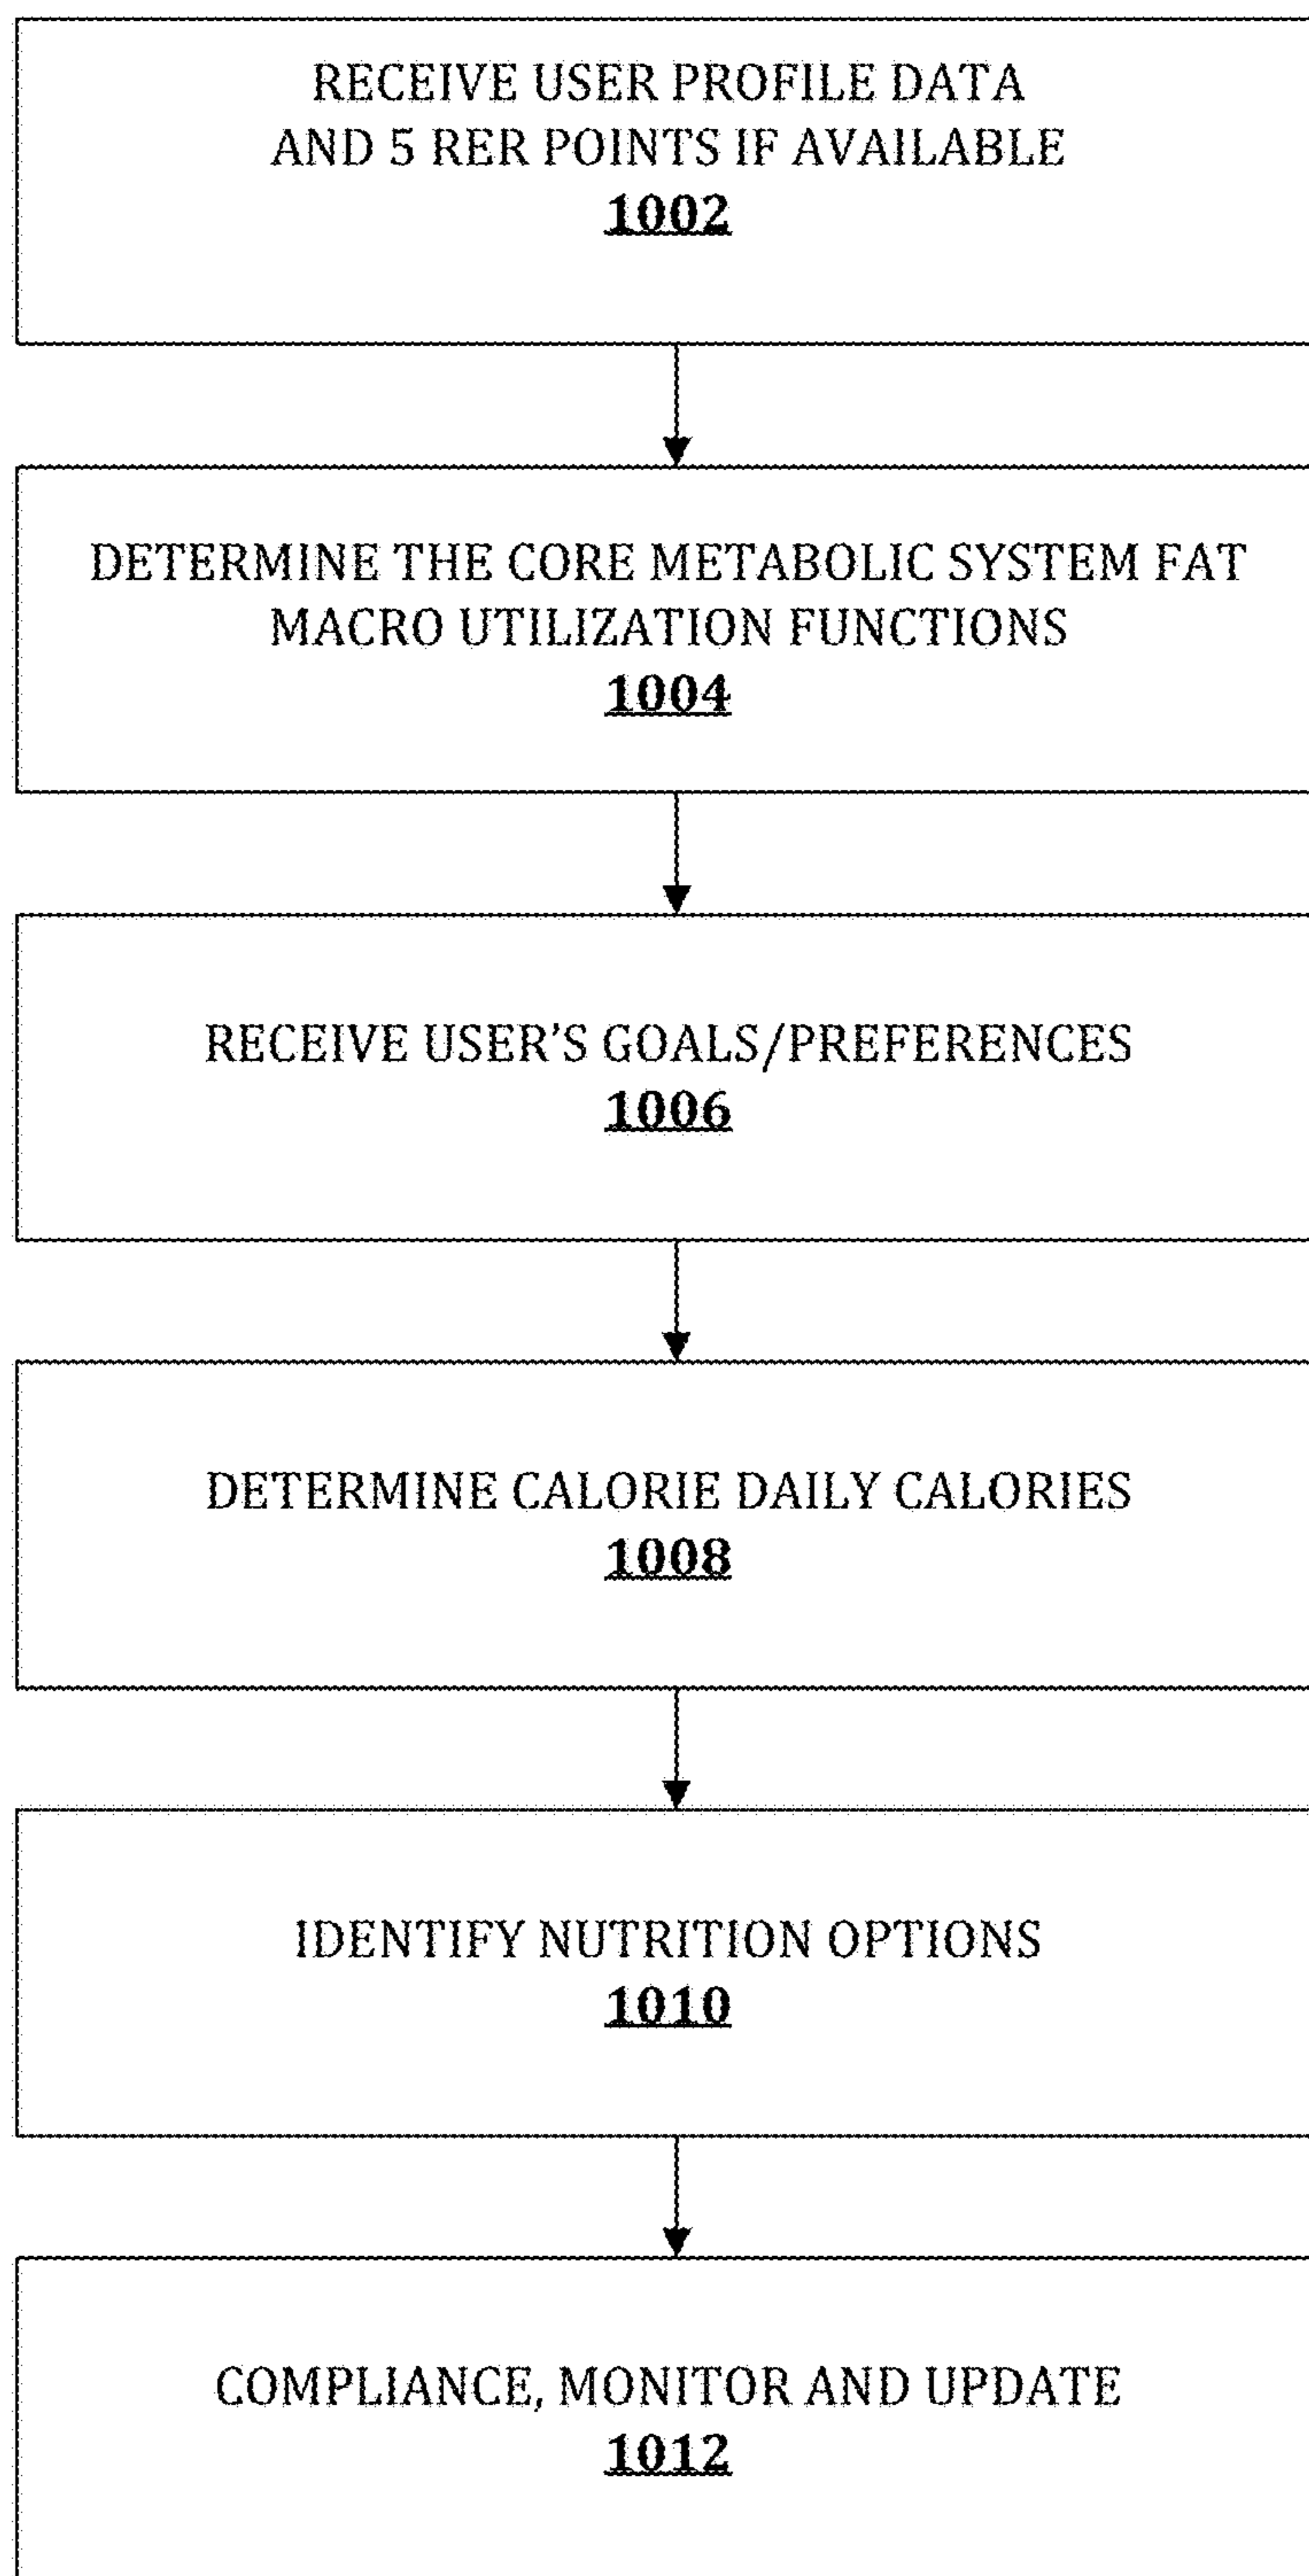 RECEIVE USER PROFILE DATA
AND 5 RER POINTS IF AVAILABLE
1002
DETERMINE THE CORE METABOLIC SYSTEM FAT
MACRO UTILIZATION FUNCTIONS
1004
RECEIVE USER'S GOALS/PREFERENCES
1006
DETERMINE CALORIE DAILY CALORIES
1008
IDENTIFY NUTRITION OPTIONS
1010
COMPLIANCE, MONITOR AND UPDATE
1012